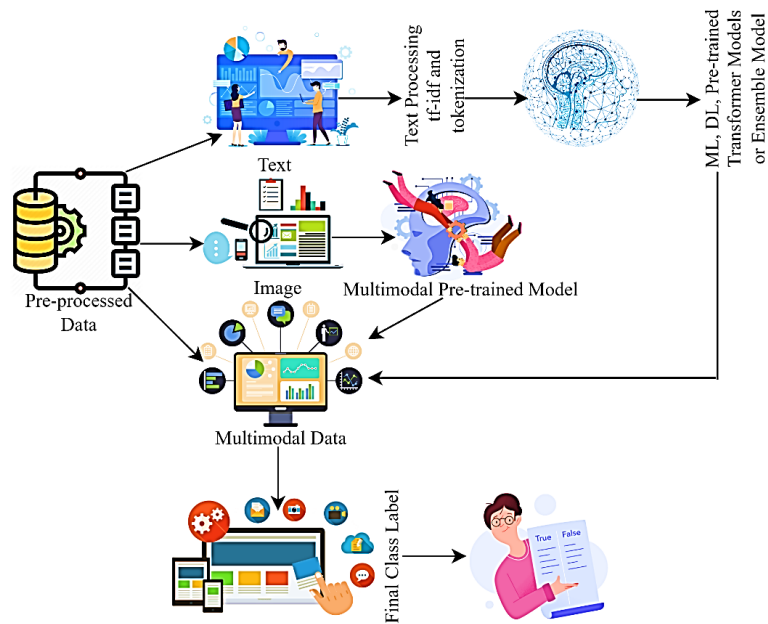 Text Processing
tf-idf and
tokenization
ML, DL, Pre-trained
Transformer Models
or Ensemble Model
Text
Pre-processed
Data
Image
Multimodal Pre-trained Model
Multimodal Data
Final Class Label
True False